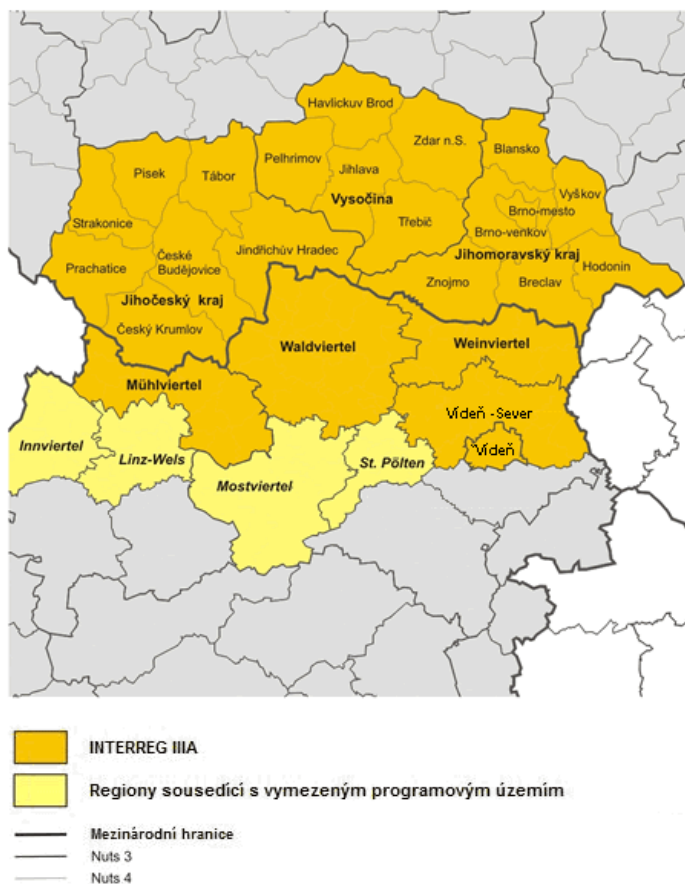 Havlickuv Brod
Zdar n.S.
Pelhrimov
Jihlava
Blansko
Pisek
Tábor
Vysočina
Vyškov
Třebíč
Brno-mesto
Strakonice
Brno-venkov
České
Budějovice
Jindřichův Hradec
Jihomoravský kraj
Prachatice
Hodonin
Znojmo
Breclav
Jihočeský kraj
Český Krumlov
Waldviertel
Weinviertel
Mühlviertel
Vídeň -Sever
Innviertel
Linz-Wels
St. Pölten
Vídeň
Mostviertel
INTERREG IIIA
Regiony sousedící s vymezeným programovým územím
Mezinárodní hranice
Nuts 3
Nuts 4